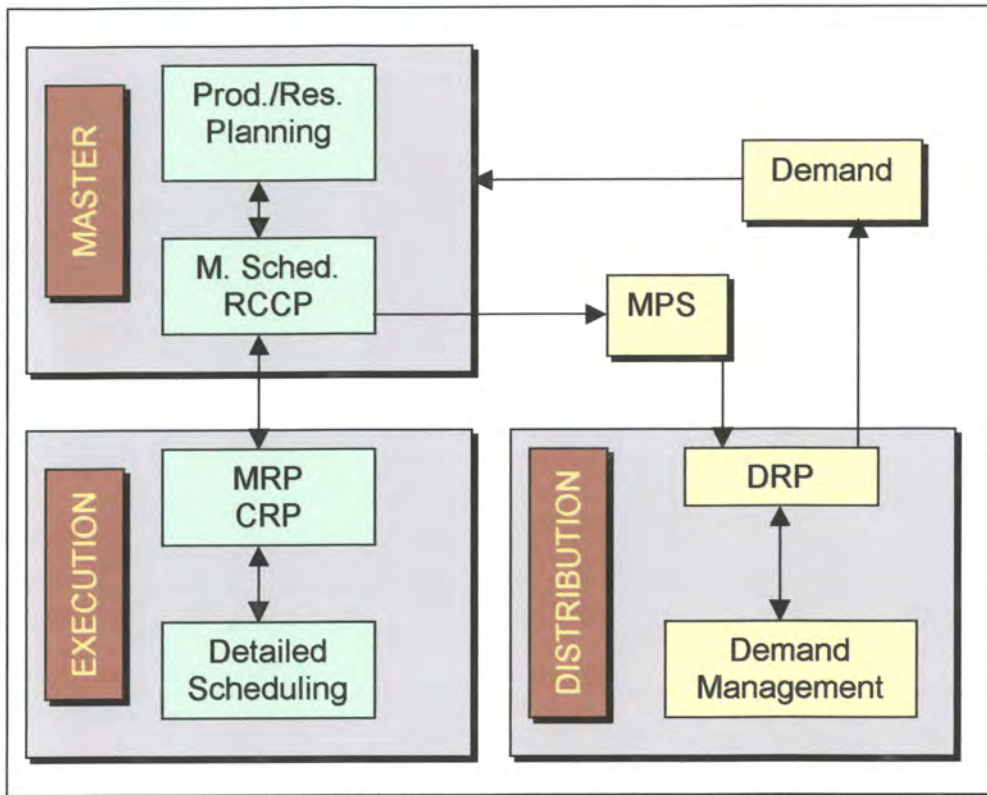 MASTER
Prod./Res.
Planning
M. Sched.
RCCP
Demand
MPS
EXECUTION
MRP
CRP
Detailed
Scheduling
DISTRIBUTION
DRP
Demand
Management